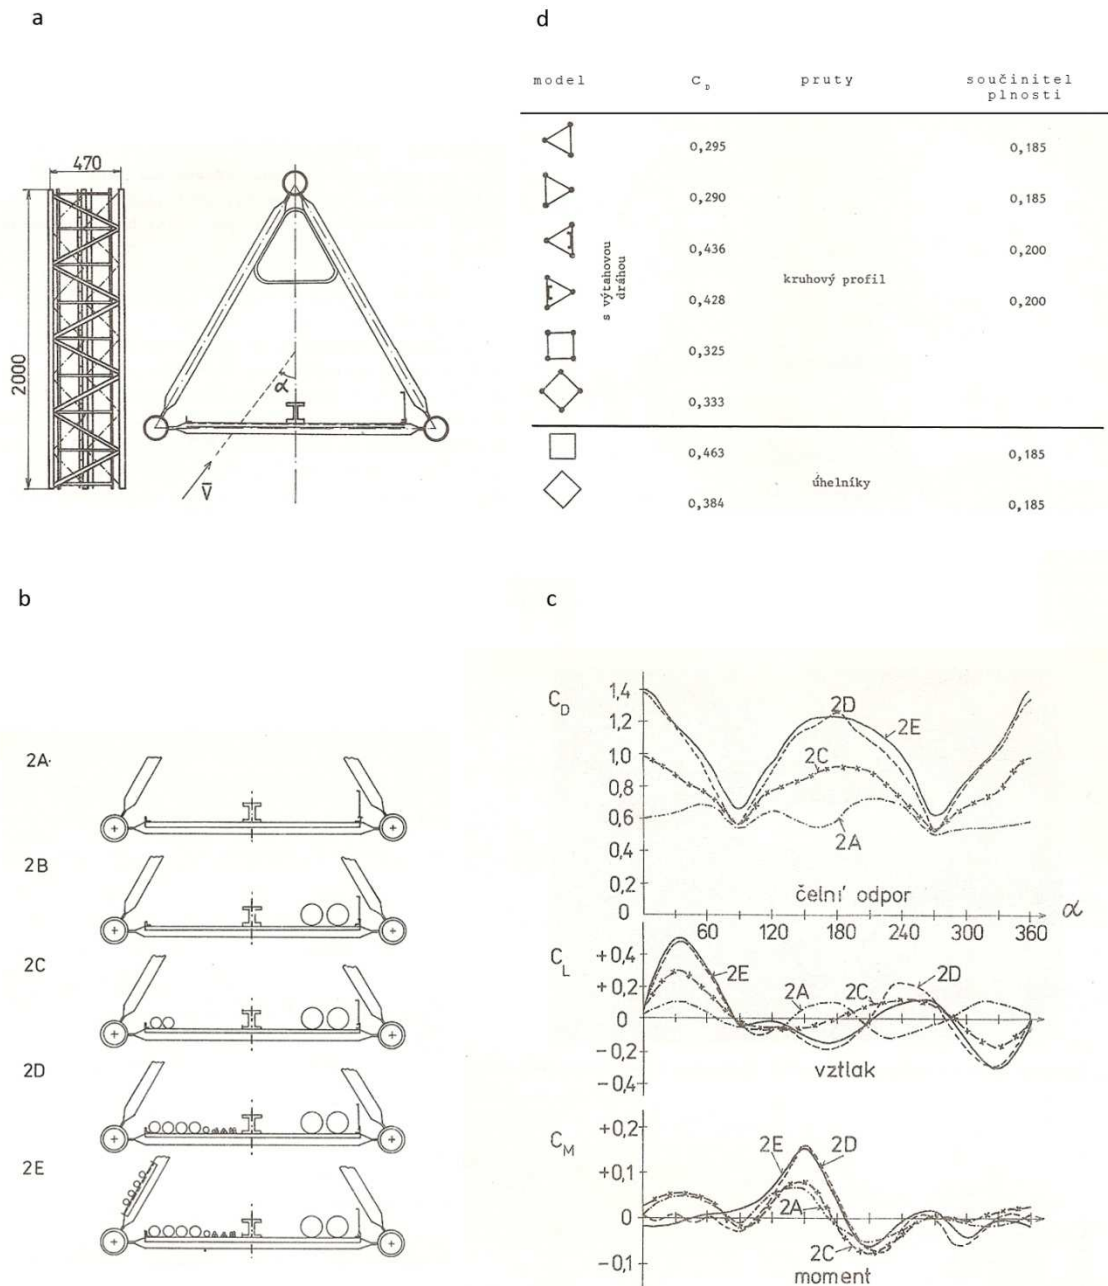 a
470
2000
α
V
d
model C_D pruty součinitel
plnosti
0,295 0,185
0,290 0,185
s výtahovou
dráhou
0,436 0,200
kruhový profil
0,428 0,200
0,325
0,333
0,463 0,185
úhelníky
0,384 0,185
b
2A
2B
2C
2D
2E
c
C_D
1,4
1,2
1,0
0,8
0,6
0,4
0,2
0
2D
2E
2C
2A
čelní odpor
α
60 120 180 240 300 360
C_L
+0,4
+0,2
0
-0,2
-0,4
2E
2A
2C
2D
vztlak
C_M
+0,2
+0,1
0
-0,1
2E
2D
2A
2C
moment